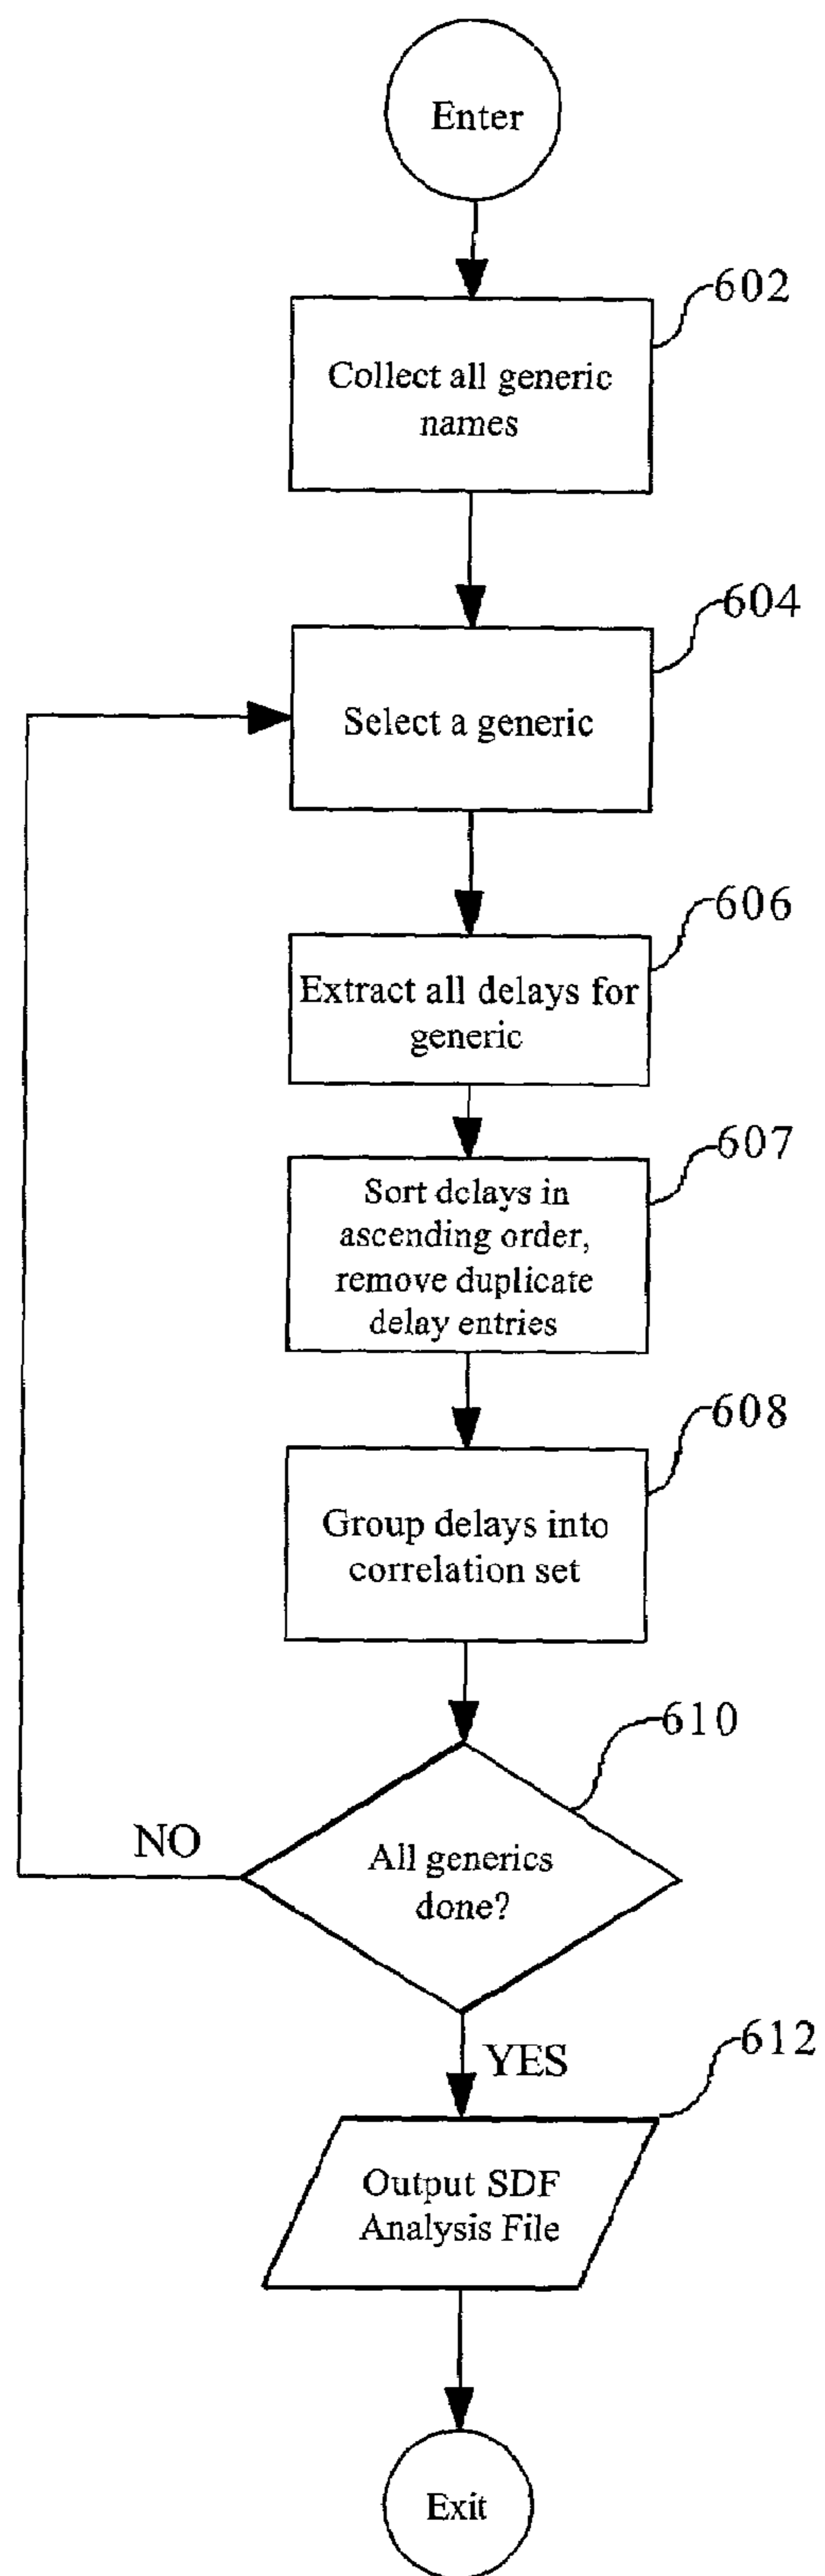 Enter
602
Collect all generic
names
604
Select a generic
606
Extract all delays for
generic
607
Sort delays in
ascending order,
remove duplicate
delay entries
608
Group delays into
correlation set
610
NO
All generics
done?
YES
612
Output SDF
Analysis File
Exit